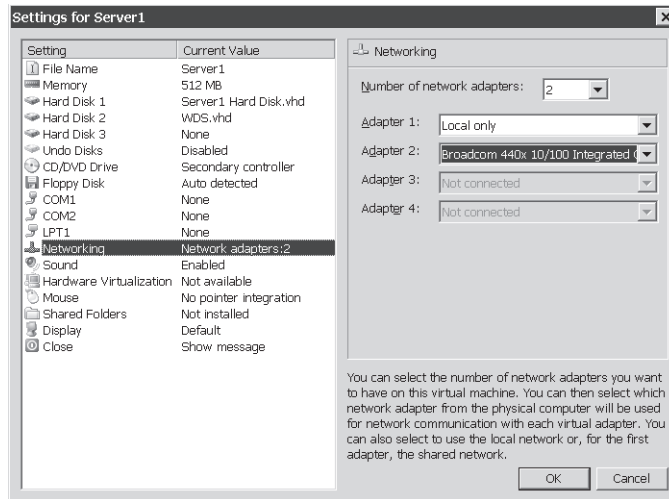 Settings for Server1
Setting Current Value
File Name Server1
Memory 512 MB
Hard Disk 1 Server1 Hard Disk.vhd
Hard Disk 2 WDS.vhd
Hard Disk 3 None
Undo Disks Disabled
CD/DVD Drive Secondary controller
Floppy Disk Auto detected
COM1 None
COM2 None
LPT1 None
Networking Network adapters:2
Sound Enabled
Hardware Virtualization Not available
Mouse No pointer integration
Shared Folders Not installed
Display Default
Close Show message
Networking
Number of network adapters: 2
Adapter 1: Local only
Adapter 2: Broadcom 440x 10/100 Integrated
Adapter 3: Not connected
Adapter 4: Not connected
You can select the number of network adapters you want
to have on this virtual machine. You can then select which
network adapter from the physical computer will be used
for network communication with each virtual adapter. You
can also select to use the local network or, for the first
adapter, the shared network.
OK Cancel